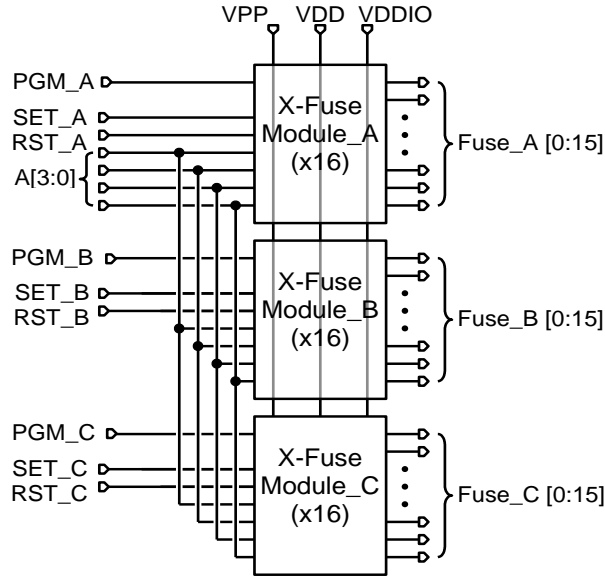 VPP VDD VDDIO
PGM_A
SET_A
RST_A
A[3:0]
X-Fuse
Module_A
(x16)
Fuse_A [0:15]
PGM_B
SET_B
RST_B
X-Fuse
Module_B
(x16)
Fuse_B [0:15]
PGM_C
SET_C
RST_C
X-Fuse
Module_C
(x16)
Fuse_C [0:15]